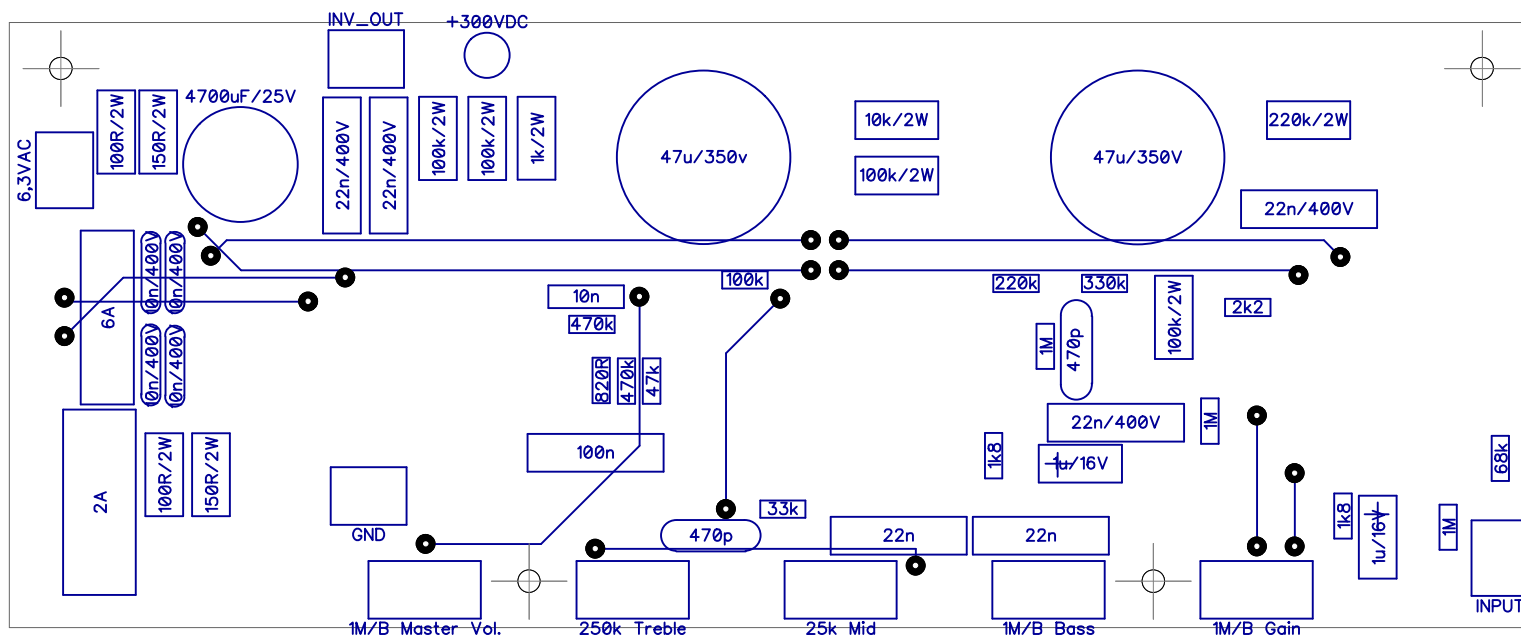 INV_OUT
+300VDC
4700uF/25V
100R/2W
150R/2W
6,3VAC
22n/400V
22n/400V
100k/2W
100k/2W
1k/2W
47u/350v
10k/2W
100k/2W
47u/350V
220k/2W
22n/400V
10n/400V
10n/400V
6A
10n/400V
10n/400V
100k
10n
470k
820R
470k
47k
220k
330k
1M
470p
100k/2W
2k2
22n/400V
1M
1k8
1u/16V
68k
100n
2A
100R/2W
150R/2W
GND
33k
470p
22n
22n
1k8
1u/16V
1M
INPUT
1M/B Master Vol.
250k Treble
25k Mid
1M/B Bass
1M/B Gain